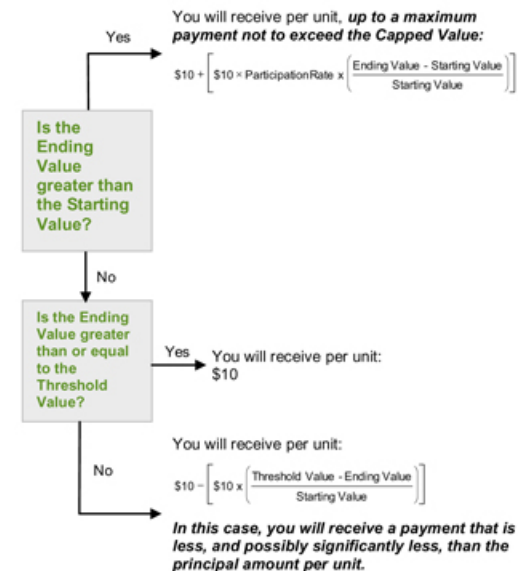 You will receive per unit, up to a maximum
Yes
payment not to exceed the Capped Value:
$10 + [$10 × Participation Rate x (Ending Value - Starting Value
Starting Value)]
Is the
Ending
Value
greater than
the Starting
Value?
No
Is the Ending
Value greater
than or equal
to the
Threshold
Value?
Yes
You will receive per unit:
$10
You will receive per unit:
No
$10 − [$10 x (Threshold Value - Ending Value
Starting Value)]
In this case, you will receive a payment that is
less, and possibly significantly less, than the
principal amount per unit.